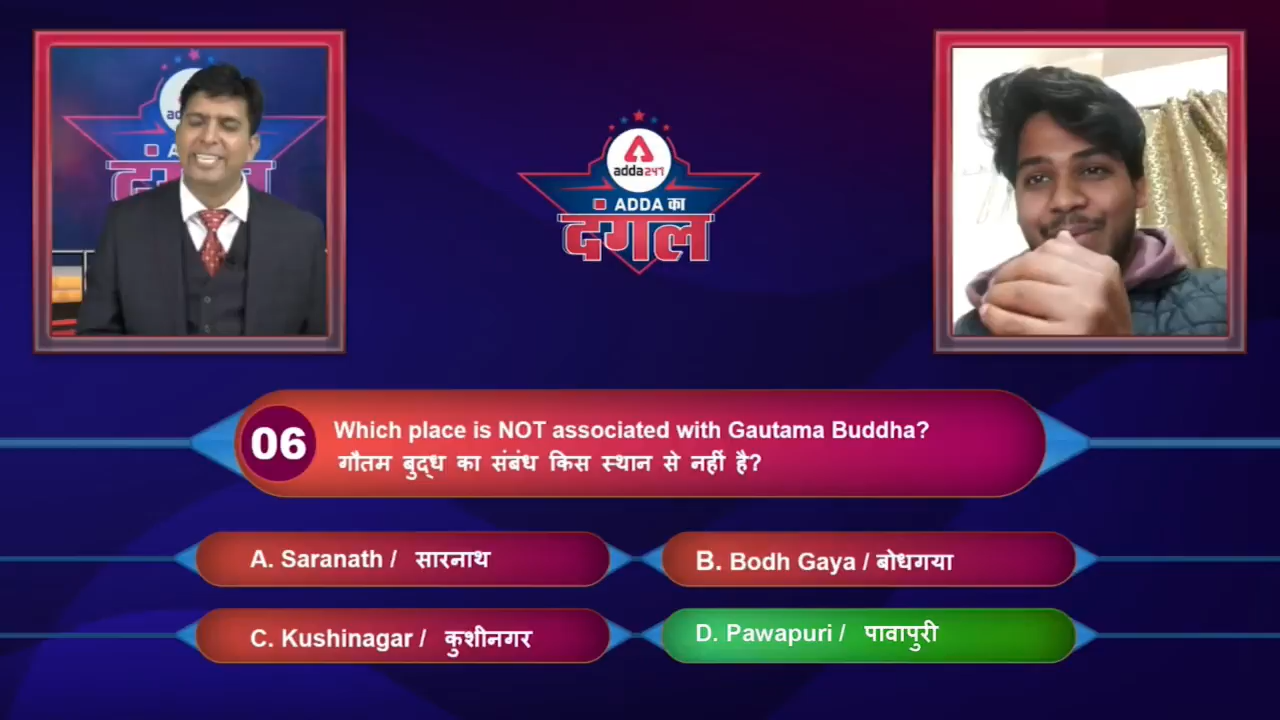 adda247
ADDA का
दंगल
06
Which place is NOT associated with Gautama Buddha?
गौतम बुद्ध का संबंध किस स्थान से नहीं है?
A. Saranath / सारनाथ
B. Bodh Gaya / बोधगया
C. Kushinagar / कुशीनगर
D. Pawapuri / पावापुरी